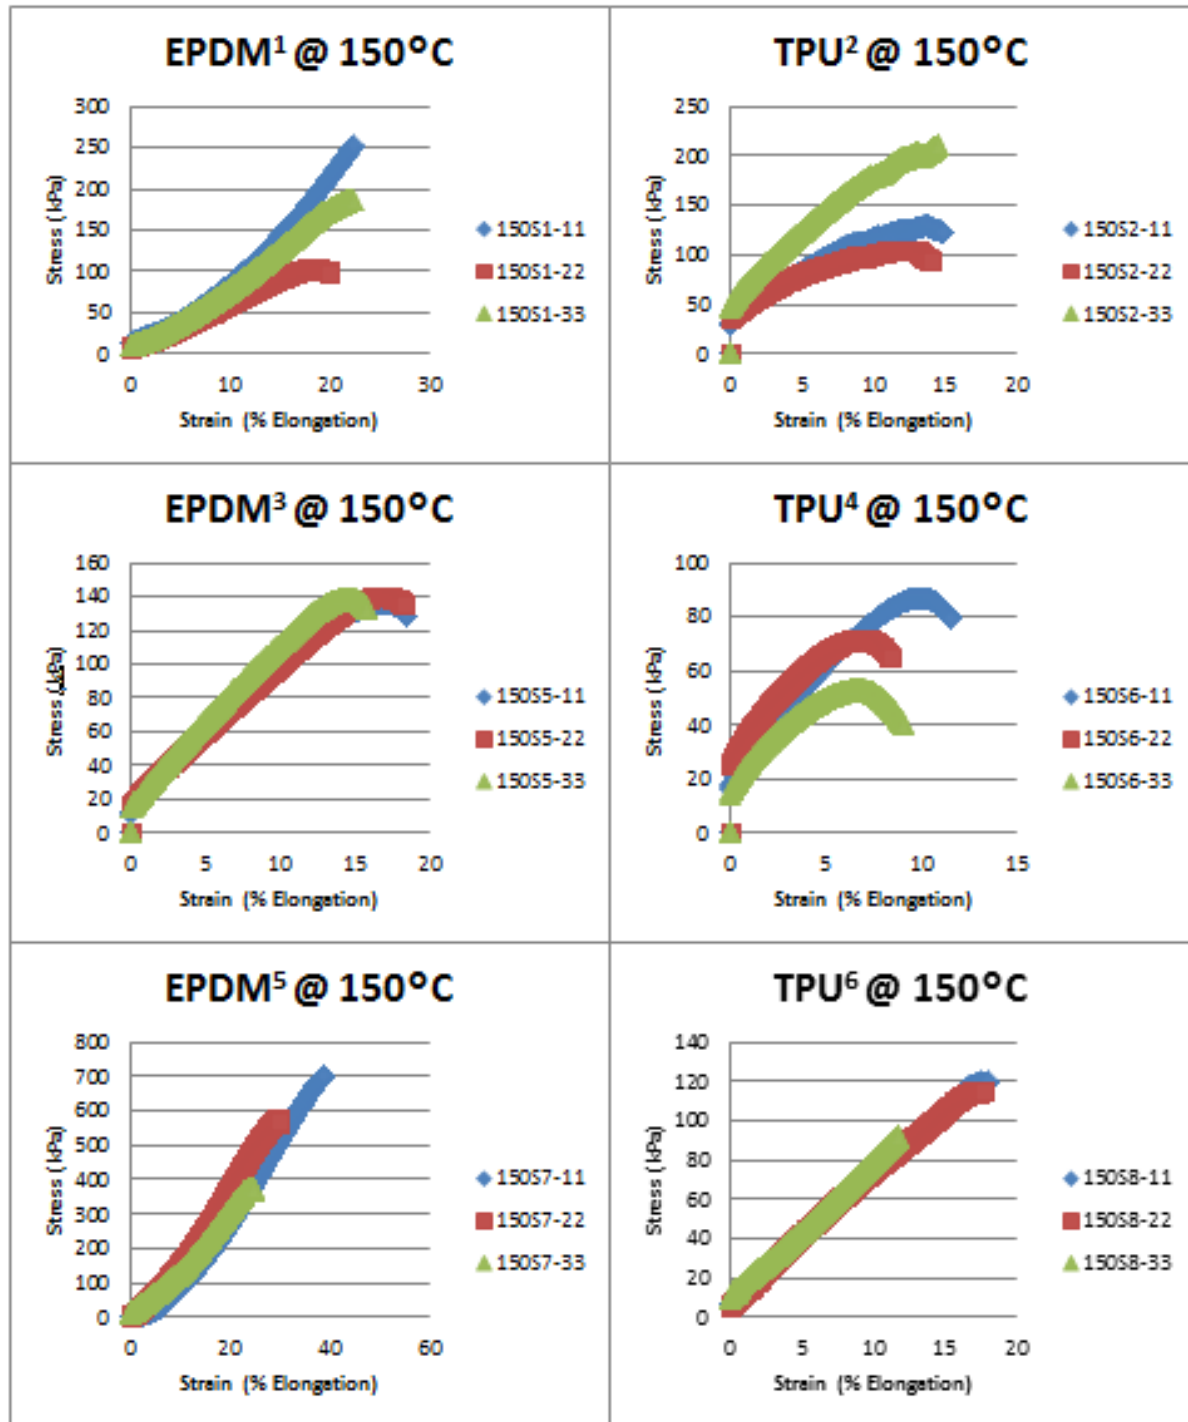 EPDM¹ @ 150°C
300
250
200
150
100
50
0
0 10 20 30
Stress (kPa)
Strain (% Elongation)
150S1-11
150S1-22
150S1-33
TPU² @ 150°C
250
200
150
100
50
0
0 5 10 15 20
Stress (kPa)
Strain (% Elongation)
150S2-11
150S2-22
150S2-33
EPDM³ @ 150°C
160
140
120
100
80
60
40
20
0
0 5 10 15 20
Stress (kPa)
Strain (% Elongation)
150S5-11
150S5-22
150S5-33
TPU⁴ @ 150°C
100
80
60
40
20
0
0 5 10 15
Stress (kPa)
Strain (% Elongation)
150S6-11
150S6-22
150S6-33
EPDM⁵ @ 150°C
800
700
600
500
400
300
200
100
0
0 20 40 60
Stress (kPa)
Strain (% Elongation)
150S7-11
150S7-22
150S7-33
TPU⁶ @ 150°C
140
120
100
80
60
40
20
0
0 5 10 15 20
Stress (kPa)
Strain (% Elongation)
150S8-11
150S8-22
150S8-33